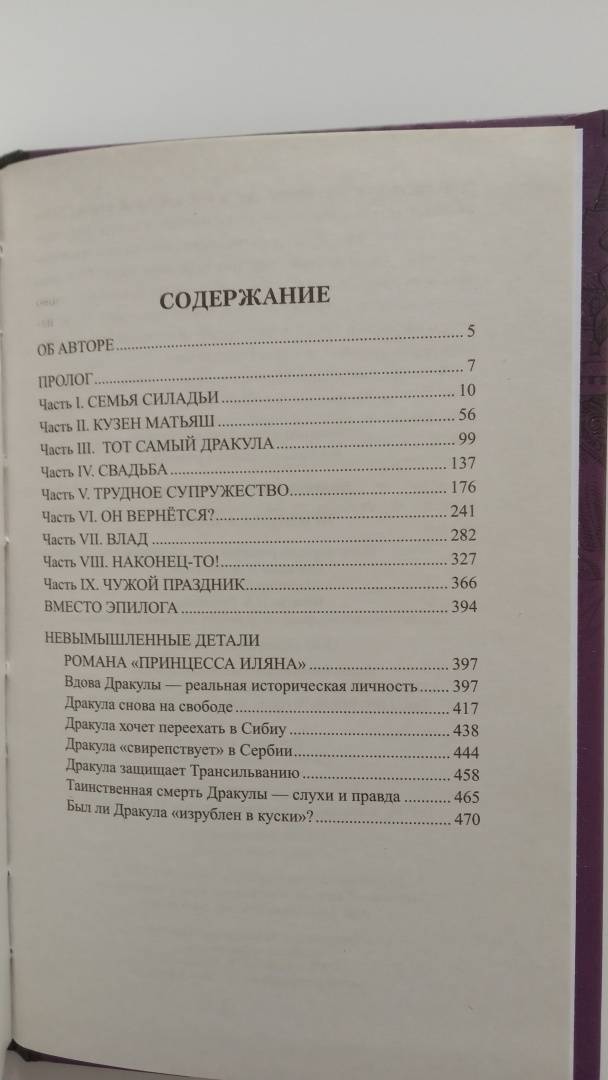 СОДЕРЖАНИЕ
ОБ АВТОРЕ 5
ПРОЛОГ 7
Часть I. СЕМЬЯ СИЛАДЬИ 10
Часть II. КУЗЕН МАТЬЯШ 56
Часть III. ТОТ САМЫЙ ДРАКУЛА 99
Часть IV. СВАДЬБА 137
Часть V. ТРУДНОЕ СУПРУЖЕСТВО 176
Часть VI. ОН ВЕРНЁТСЯ? 241
Часть VII. ВЛАД 282
Часть VIII. НАКОНЕЦ-ТО! 327
Часть IX. ЧУЖОЙ ПРАЗДНИК 366
ВМЕСТО ЭПИЛОГА 394
НЕВЫМЫШЛЕННЫЕ ДЕТАЛИ
РОМАНА «ПРИНЦЕССА ИЛЯНА» 397
Вдова Дракулы — реальная историческая личность 397
Дракула снова на свободе 417
Дракула хочет переехать в Сибиу 438
Дракула «свирепствует» в Сербии 444
Дракула защищает Трансильванию 458
Таинственная смерть Дракулы — слухи и правда 465
Был ли Дракула «изрублен в куски»? 470